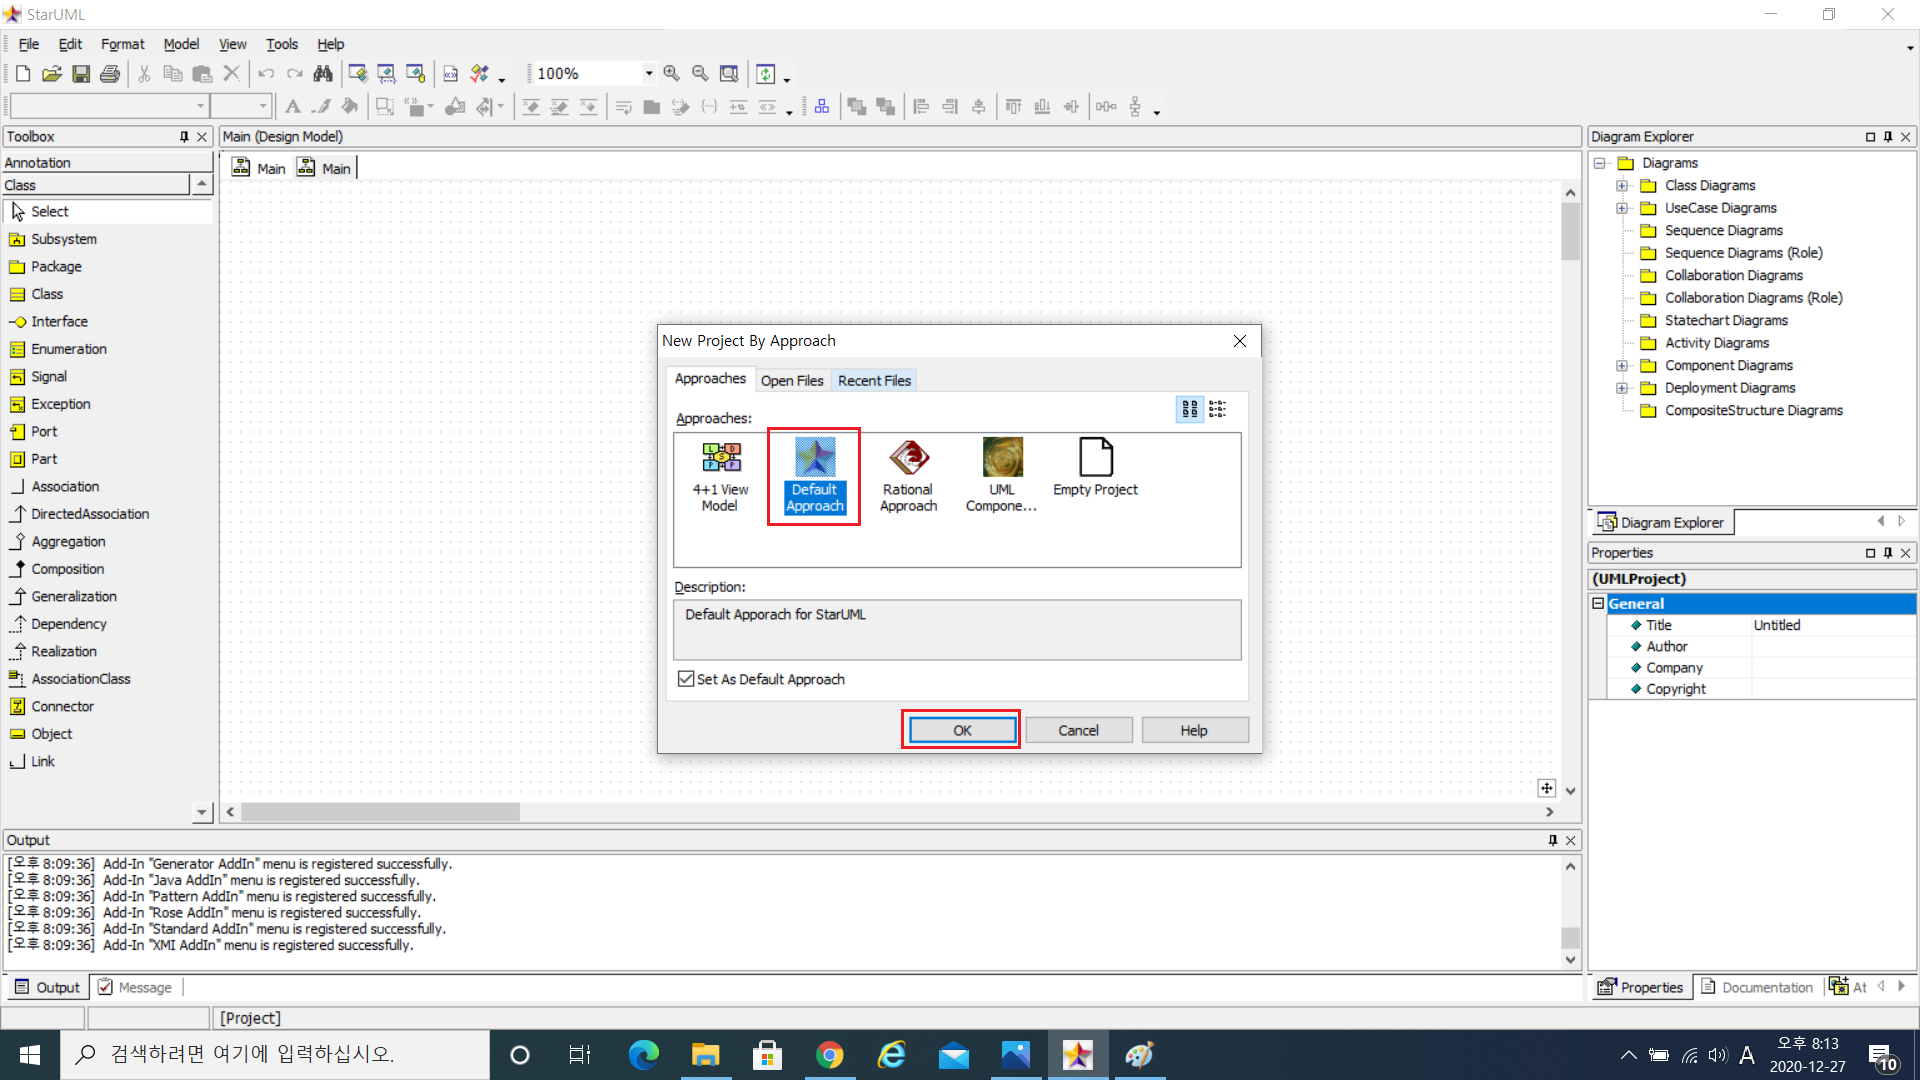 StarUML
File Edit Format Model View Tools Help
100%
Toolbox
Annotation
Class
Select
Subsystem
Package
Class
Interface
Enumeration
Signal
Exception
Port
Part
Association
DirectedAssociation
Aggregation
Composition
Generalization
Dependency
Realization
AssociationClass
Connector
Object
Link
Main (Design Model)
Main Main
New Project By Approach
Approaches Open Files Recent Files
Approaches:
4+1 View Model
Default Approach
Rational Approach
UML Compone...
Empty Project
Description:
Default Apporach for StarUML
Set As Default Approach
OK Cancel Help
Diagram Explorer
Diagrams
Class Diagrams
UseCase Diagrams
Sequence Diagrams
Sequence Diagrams (Role)
Collaboration Diagrams
Collaboration Diagrams (Role)
Statechart Diagrams
Activity Diagrams
Component Diagrams
Deployment Diagrams
CompositeStructure Diagrams
Diagram Explorer
Properties
(UMLProject)
General
Title Untitled
Author
Company
Copyright
Properties Documentation At
Output
[오후 8:09:36] Add-In "Generator AddIn" menu is registered successfully.
[오후 8:09:36] Add-In "Java AddIn" menu is registered successfully.
[오후 8:09:36] Add-In "Pattern AddIn" menu is registered successfully.
[오후 8:09:36] Add-In "Rose AddIn" menu is registered successfully.
[오후 8:09:36] Add-In "Standard AddIn" menu is registered successfully.
[오후 8:09:36] Add-In "XMI AddIn" menu is registered successfully.
Output Message
[Project]
검색하려면 여기에 입력하십시오.
A
오후 8:13
2020-12-27
10